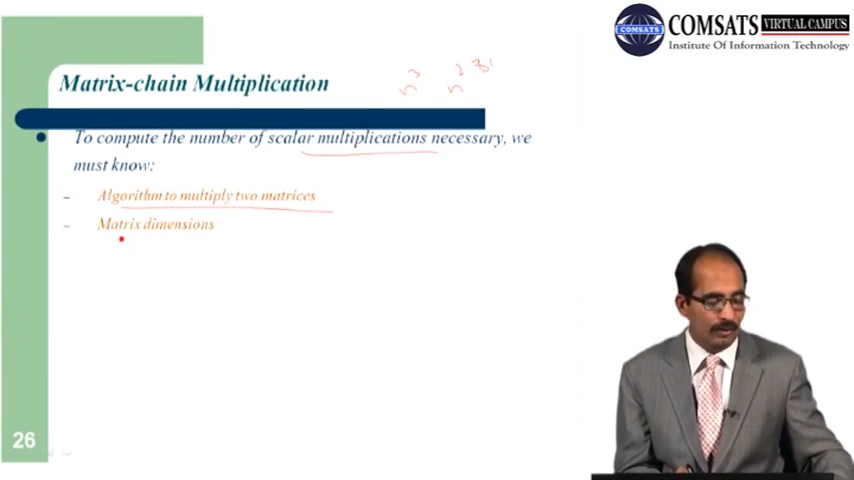 COMSATS VIRTUAL CAMPUS
COMSATS
Institute Of Information Technology
n³ n² 81
Matrix-chain Multiplication
To compute the number of scalar multiplications necessary, we
must know:
– Algorithm to multiply two matrices
– Matrix dimensions
26